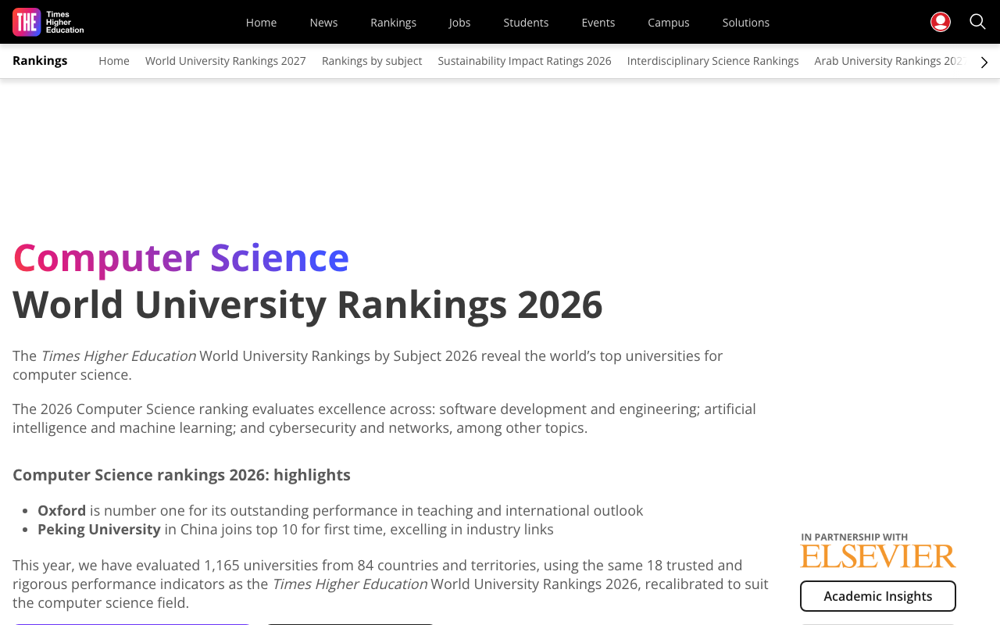 THE
Times
Higher
Education
Home News Rankings Jobs Students Events Campus Solutions
Rankings Home World University Rankings 2027 Rankings by subject Sustainability Impact Ratings 2026 Interdisciplinary Science Rankings Arab University Rankings 202
Computer Science
World University Rankings 2026
The Times Higher Education World University Rankings by Subject 2026 reveal the world’s top universities for
computer science.
The 2026 Computer Science ranking evaluates excellence across: software development and engineering; artificial
intelligence and machine learning; and cybersecurity and networks, among other topics.
Computer Science rankings 2026: highlights
• Oxford is number one for its outstanding performance in teaching and international outlook
• Peking University in China joins top 10 for first time, excelling in industry links
This year, we have evaluated 1,165 universities from 84 countries and territories, using the same 18 trusted and
rigorous performance indicators as the Times Higher Education World University Rankings 2026, recalibrated to suit
the computer science field.
IN PARTNERSHIP WITH
ELSEVIER
Academic Insights